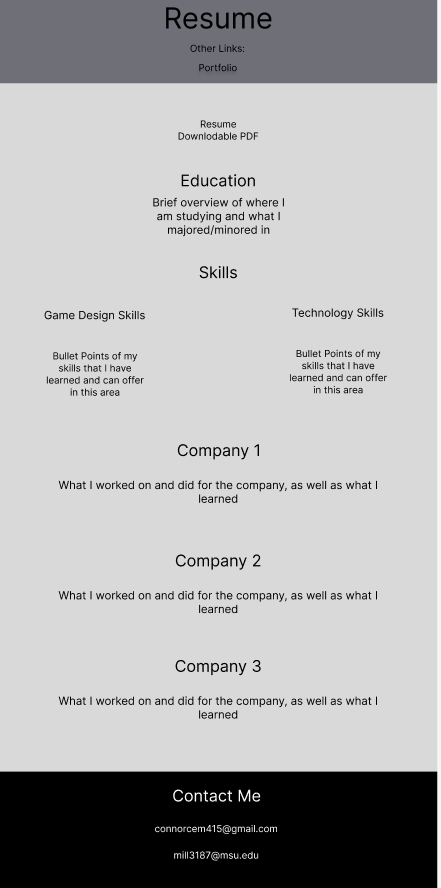 Resume
Other Links:
Portfolio
Resume
Downlodable PDF
Education
Brief overview of where I
am studying and what I
majored/minored in
Skills
Game Design Skills
Bullet Points of my
skills that I have
learned and can offer
in this area
Technology Skills
Bullet Points of my
skills that I have
learned and can offer
in this area
Company 1
What I worked on and did for the company, as well as what I
learned
Company 2
What I worked on and did for the company, as well as what I
learned
Company 3
What I worked on and did for the company, as well as what I
learned
Contact Me
connorcem415@gmail.com
mill3187@msu.edu